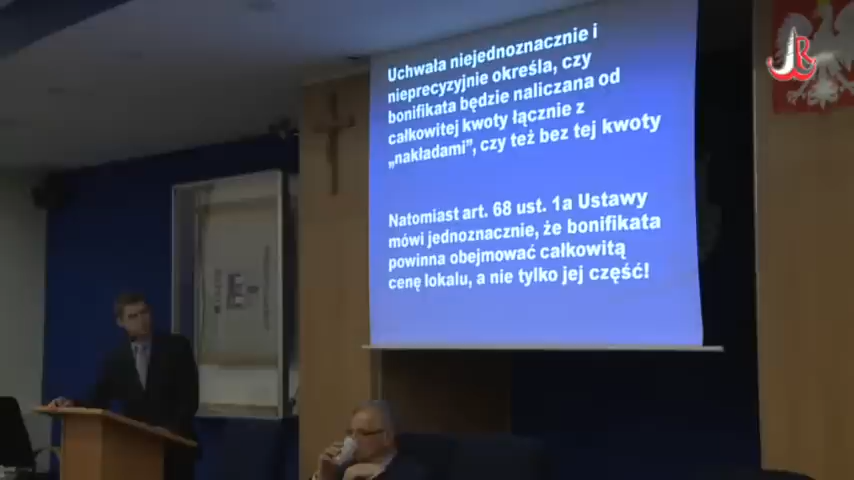 Uchwała niejednoznacznie i
nieprecyzyjnie określa, czy
bonifikata będzie naliczana od
całkowitej kwoty łącznie z
„nakładami”, czy też bez tej kwoty
Natomiast art. 68 ust. 1a Ustawy
mówi jednoznacznie, że bonifikata
powinna obejmować całkowitą
cenę lokalu, a nie tylko jej część!